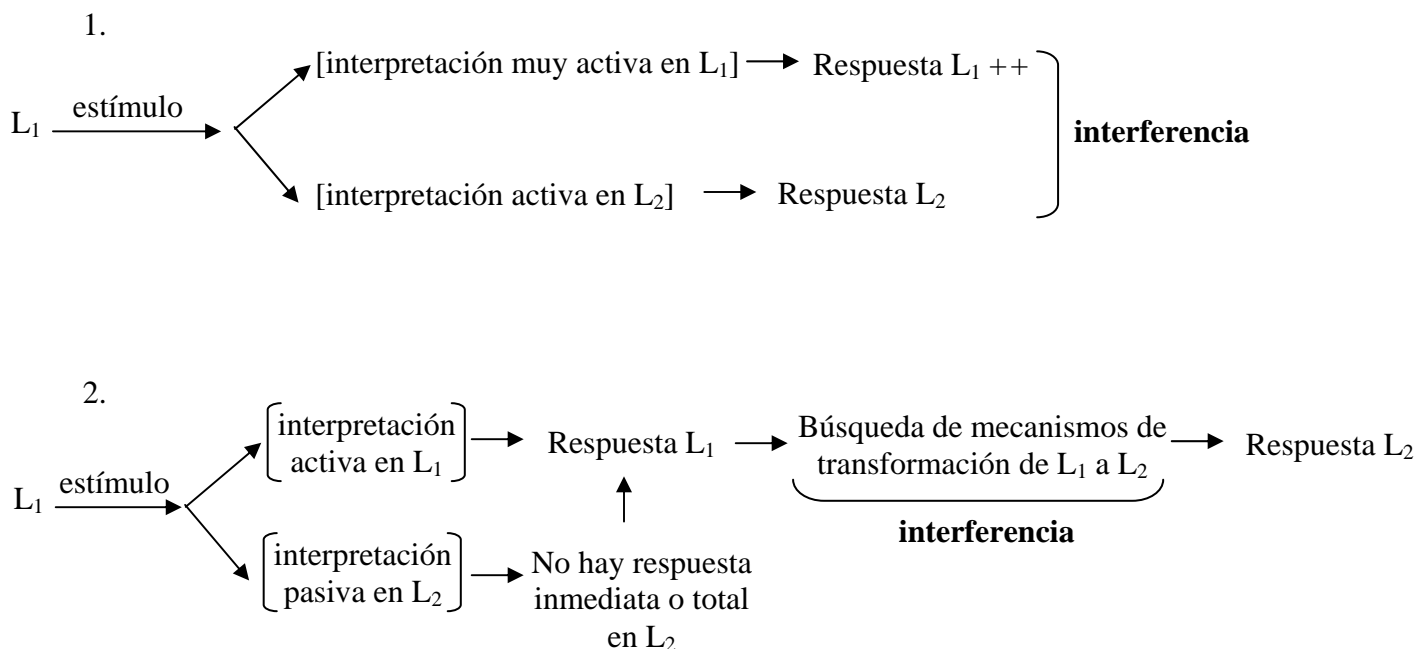 1.
[interpretación muy activa en L₁] Respuesta L₁ ++
L₁ estímulo
interferencia
[interpretación activa en L₂] Respuesta L₂
2.
interpretación
activa en L₁
Respuesta L₁
Búsqueda de mecanismos de
transformación de L₁ a L₂
Respuesta L₂
L₁ estímulo
interferencia
interpretación
pasiva en L₂
No hay respuesta
inmediata o total
en L₂